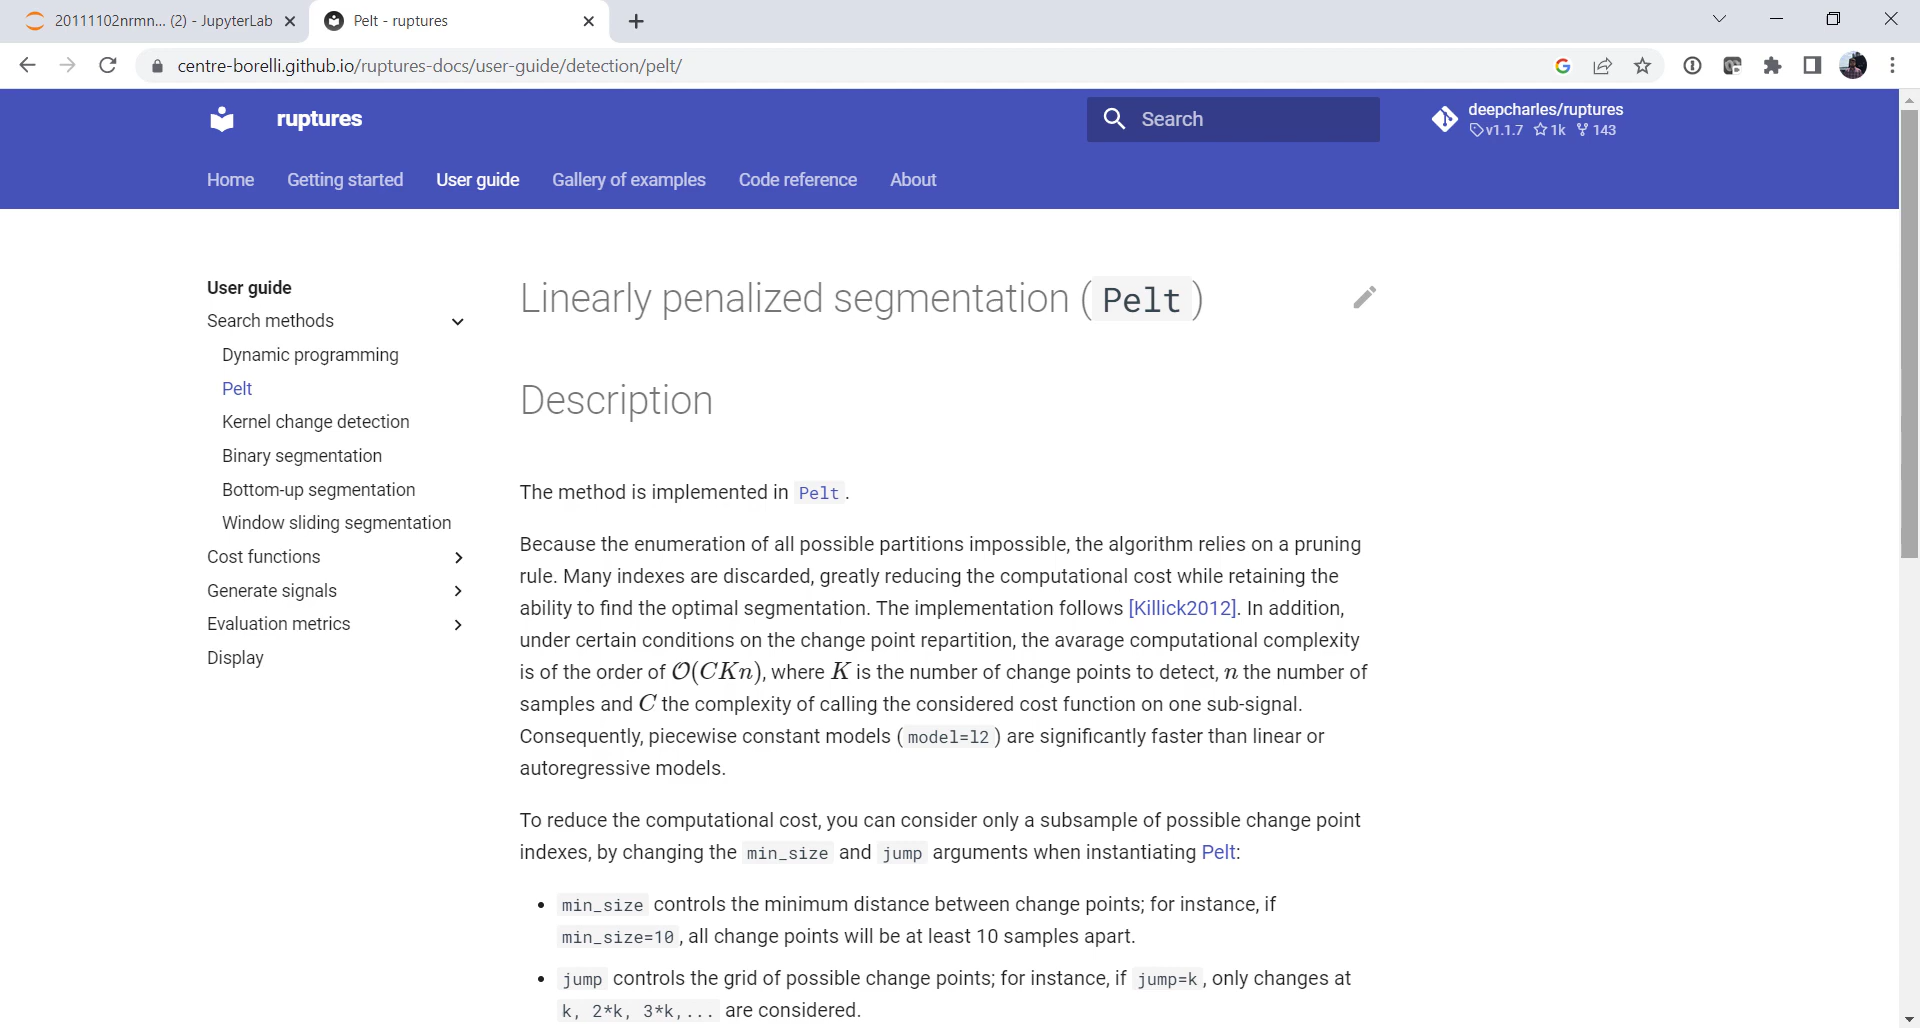 20111102nrmn... (2) - JupyterLab
Pelt - ruptures
centre-borelli.github.io/ruptures-docs/user-guide/detection/pelt/
ruptures
Search
deepcharles/ruptures
v1.1.7 1k 143
Home Getting started User guide Gallery of examples Code reference About
User guide
Search methods
Dynamic programming
Pelt
Kernel change detection
Binary segmentation
Bottom-up segmentation
Window sliding segmentation
Cost functions
Generate signals
Evaluation metrics
Display
Linearly penalized segmentation (Pelt)
Description
The method is implemented in Pelt.
Because the enumeration of all possible partitions impossible, the algorithm relies on a pruning
rule. Many indexes are discarded, greatly reducing the computational cost while retaining the
ability to find the optimal segmentation. The implementation follows [Killick2012]. In addition,
under certain conditions on the change point repartition, the avarage computational complexity
is of the order of 𝒪(CKn), where K is the number of change points to detect, n the number of
samples and C the complexity of calling the considered cost function on one sub-signal.
Consequently, piecewise constant models (model=l2) are significantly faster than linear or
autoregressive models.
To reduce the computational cost, you can consider only a subsample of possible change point
indexes, by changing the min_size and jump arguments when instantiating Pelt:
• min_size controls the minimum distance between change points; for instance, if
min_size=10, all change points will be at least 10 samples apart.
• jump controls the grid of possible change points; for instance, if jump=k, only changes at
k, 2*k, 3*k,... are considered.